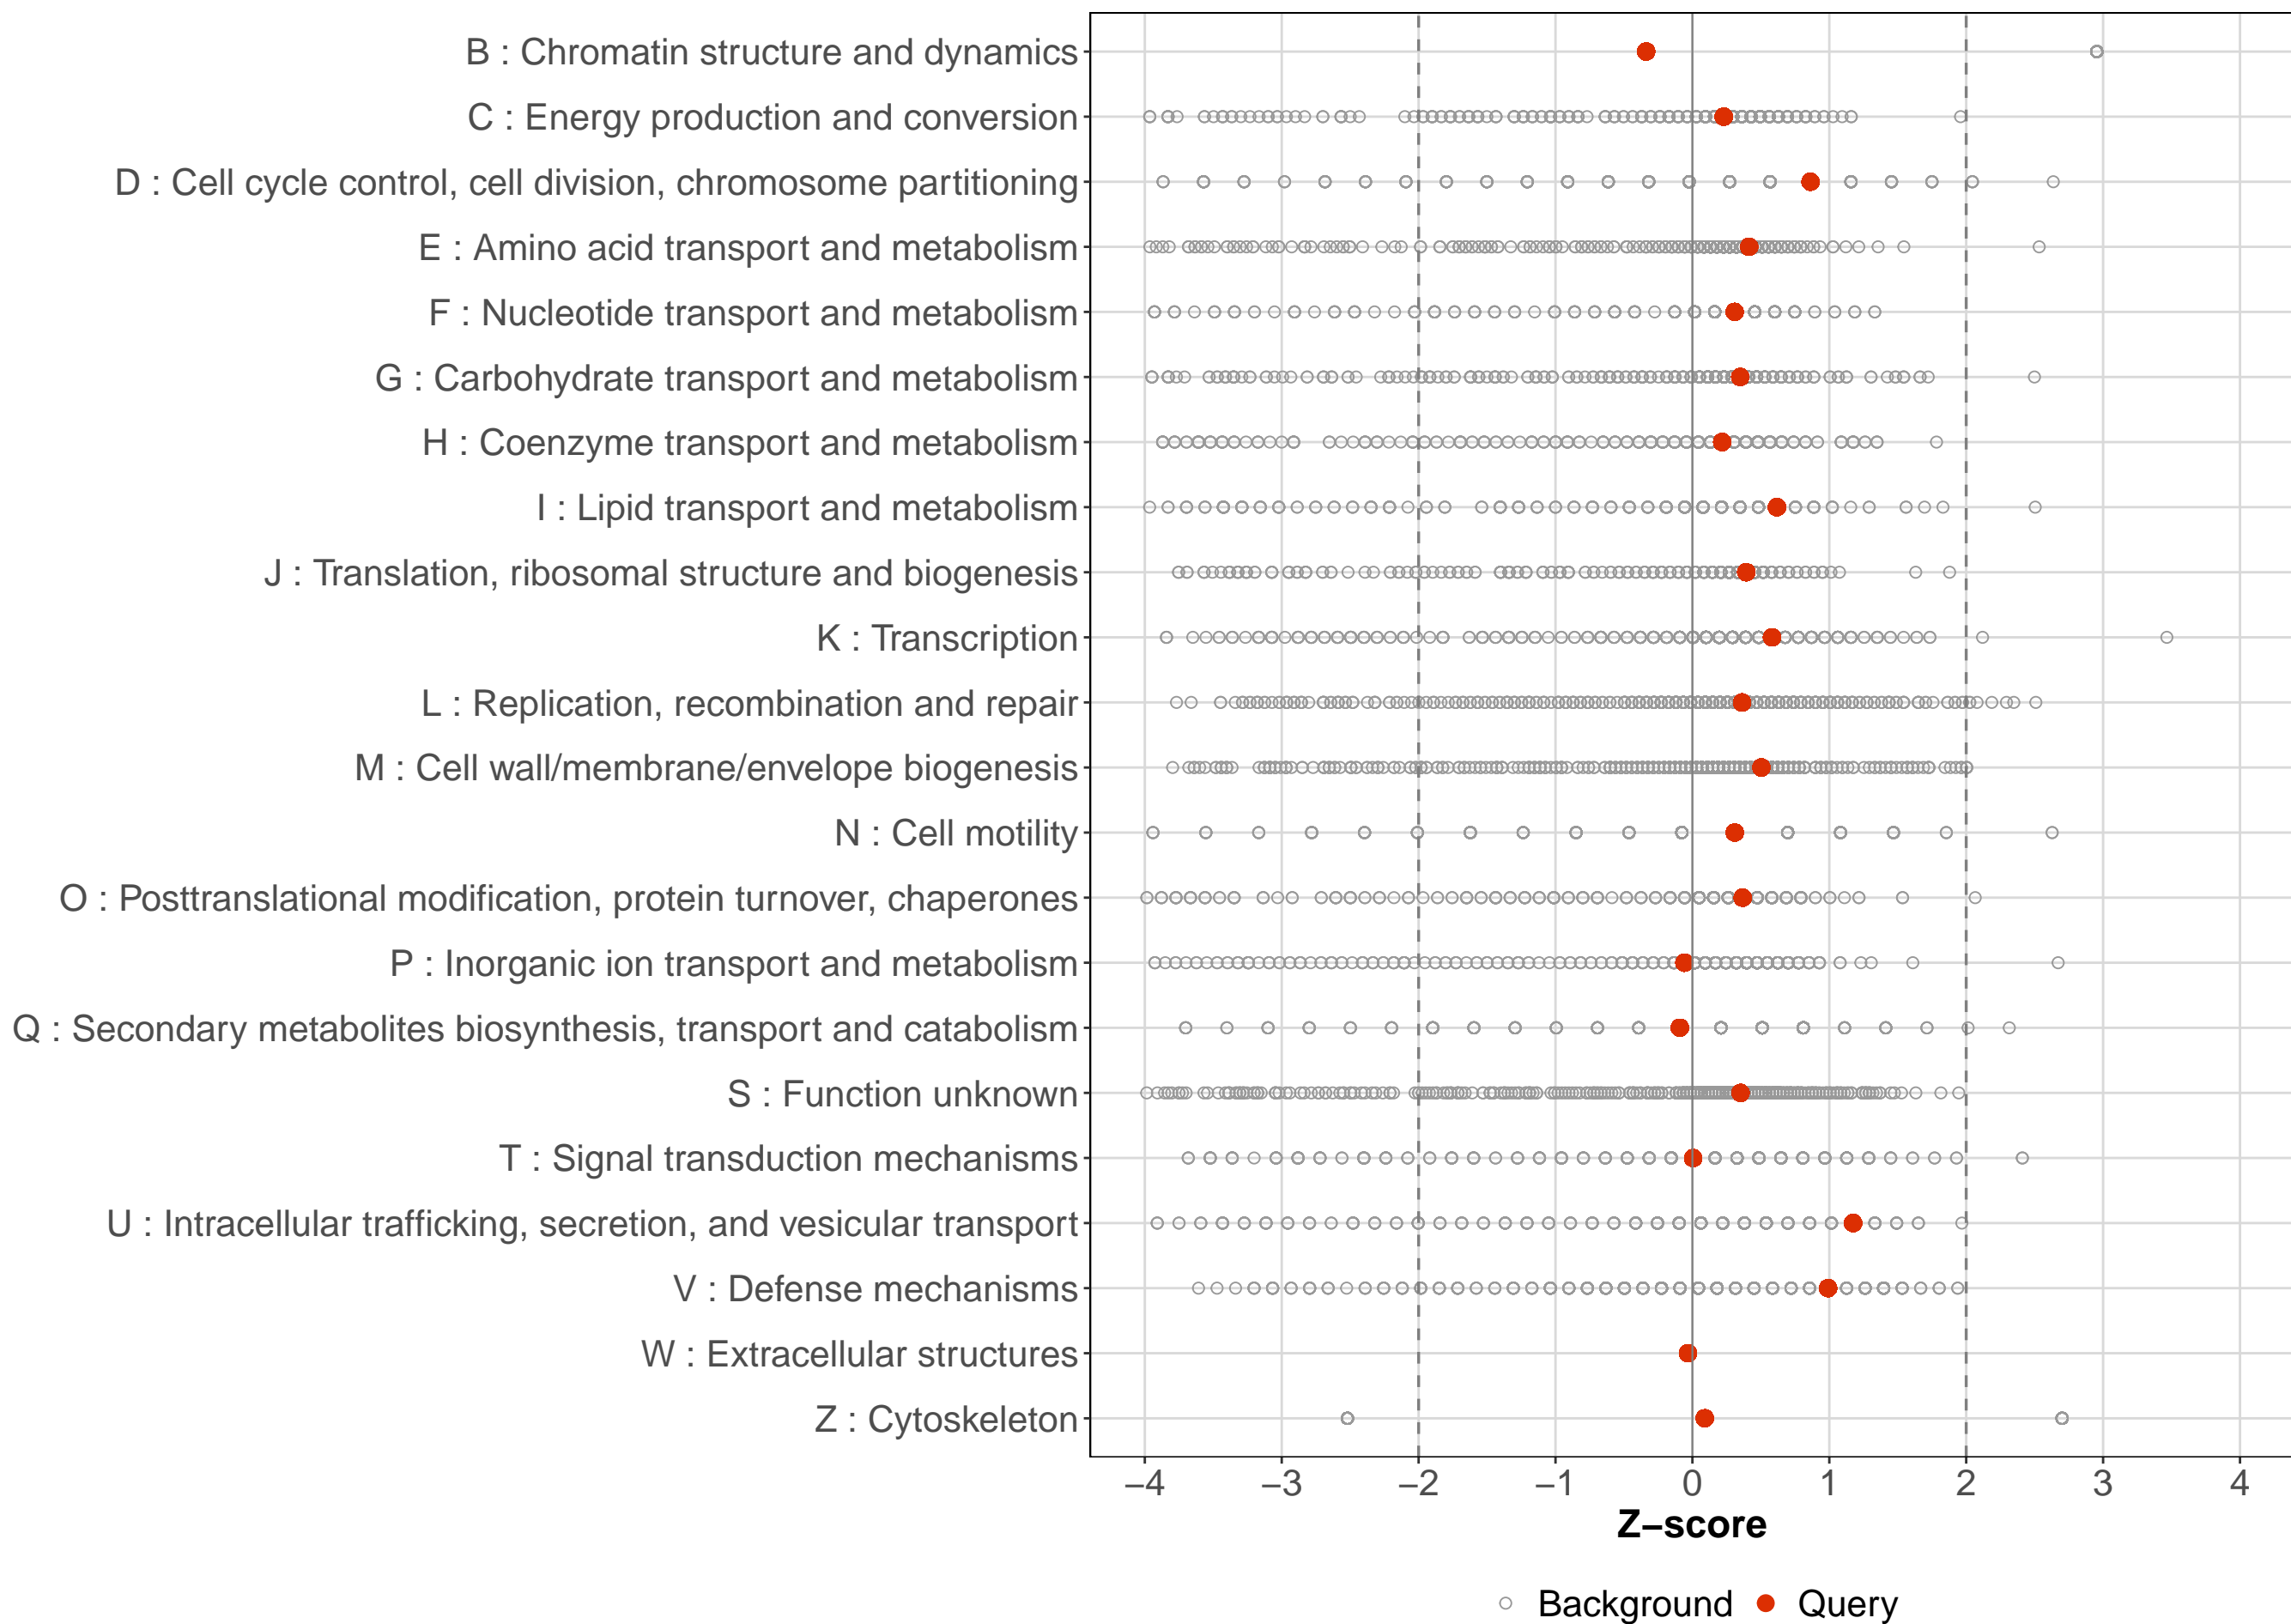 B : Chromatin structure and dynamics
C : Energy production and conversion
D : Cell cycle control, cell division, chromosome partitioning
E : Amino acid transport and metabolism
F : Nucleotide transport and metabolism
G : Carbohydrate transport and metabolism
H : Coenzyme transport and metabolism
I : Lipid transport and metabolism
J : Translation, ribosomal structure and biogenesis
K : Transcription
L : Replication, recombination and repair
M : Cell wall/membrane/envelope biogenesis
N : Cell motility
O : Posttranslational modification, protein turnover, chaperones
P : Inorganic ion transport and metabolism
Q : Secondary metabolites biosynthesis, transport and catabolism
S : Function unknown
T : Signal transduction mechanisms
U : Intracellular trafficking, secretion, and vesicular transport
V : Defense mechanisms
W : Extracellular structures
Z : Cytoskeleton
−4 −3 −2 −1 0 1 2 3 4
Z−score
Background Query